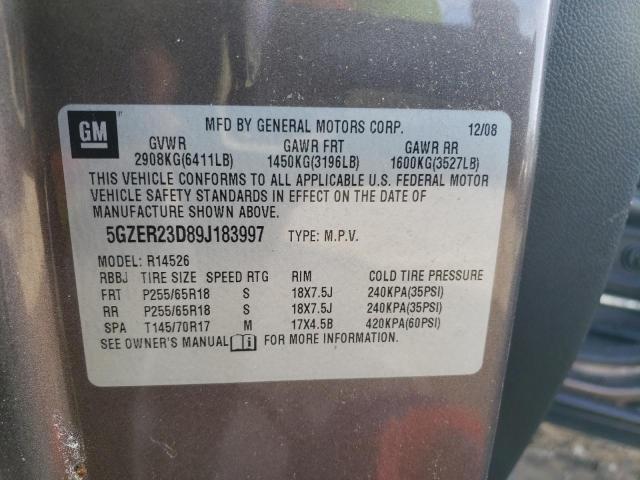 GM
MFD BY GENERAL MOTORS CORP. 12/08
GVWR GAWR FRT GAWR RR
2908KG(6411LB) 1450KG(3196LB) 1600KG(3527LB)
THIS VEHICLE CONFORMS TO ALL APPLICABLE U.S. FEDERAL MOTOR
VEHICLE SAFETY STANDARDS IN EFFECT ON THE DATE OF
MANUFACTURE SHOWN ABOVE.
5GZER23D89J183997 TYPE: M.P.V.
MODEL: R14526
RBBJ TIRE SIZE SPEED RTG RIM COLD TIRE PRESSURE
FRT P255/65R18 S 18X7.5J 240KPA(35PSI)
RR P255/65R18 S 18X7.5J 240KPA(35PSI)
SPA T145/70R17 M 17X4.5B 420KPA(60PSI)
SEE OWNER'S MANUAL i FOR MORE INFORMATION.